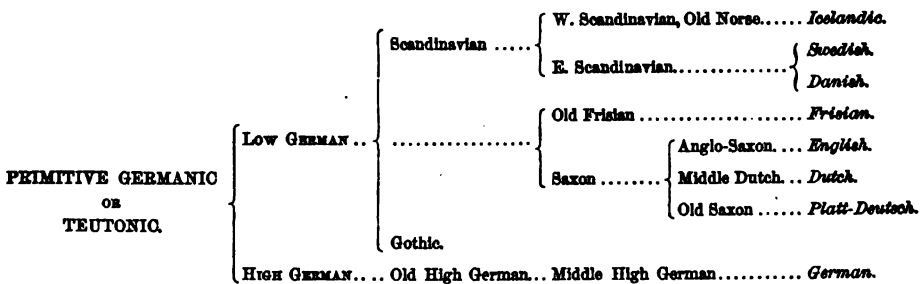 W. Scandinavian, Old Norse...... Icelandic.
Scandinavian .....
Swedish.
E. Scandinavian................
Danish.
Old Frisian ....................... Frisian.
LOW GERMAN .. ..................
Anglo-Saxon.... English.
PRIMITIVE GERMANIC
Saxon ........ Middle Dutch... Dutch.
OR
Old Saxon ...... Platt-Deutsch.
TEUTONIC.
Gothic.
HIGH GERMAN.... Old High German... Middle High German........... German.